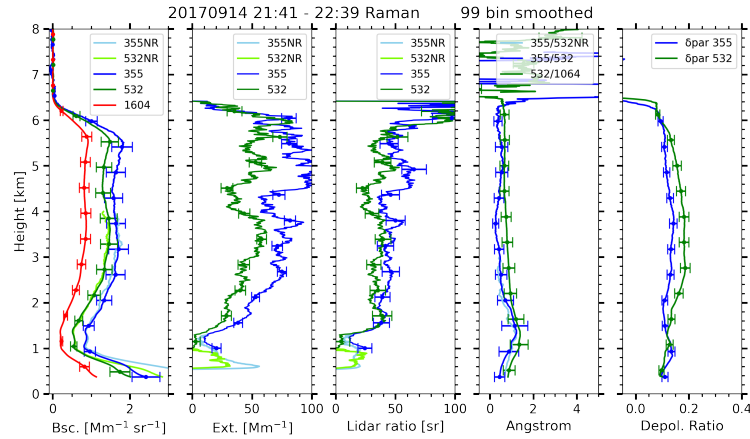 20170914 21:41 - 22:39 Raman 99 bin smoothed
Height [km]
8
7
6
5
4
3
2
1
0
355NR
532NR
355
532
1604
0 2
Bsc. [Mm⁻¹ sr⁻¹]
355NR
532NR
355
532
0 50 100
Ext. [Mm⁻¹]
355NR
532NR
355
532
0 50 100
Lidar ratio [sr]
355/532NR
355/532
532/1064
0 2 4
Angstrom
δpar 355
δpar 532
0.0 0.2 0.4
Depol. Ratio